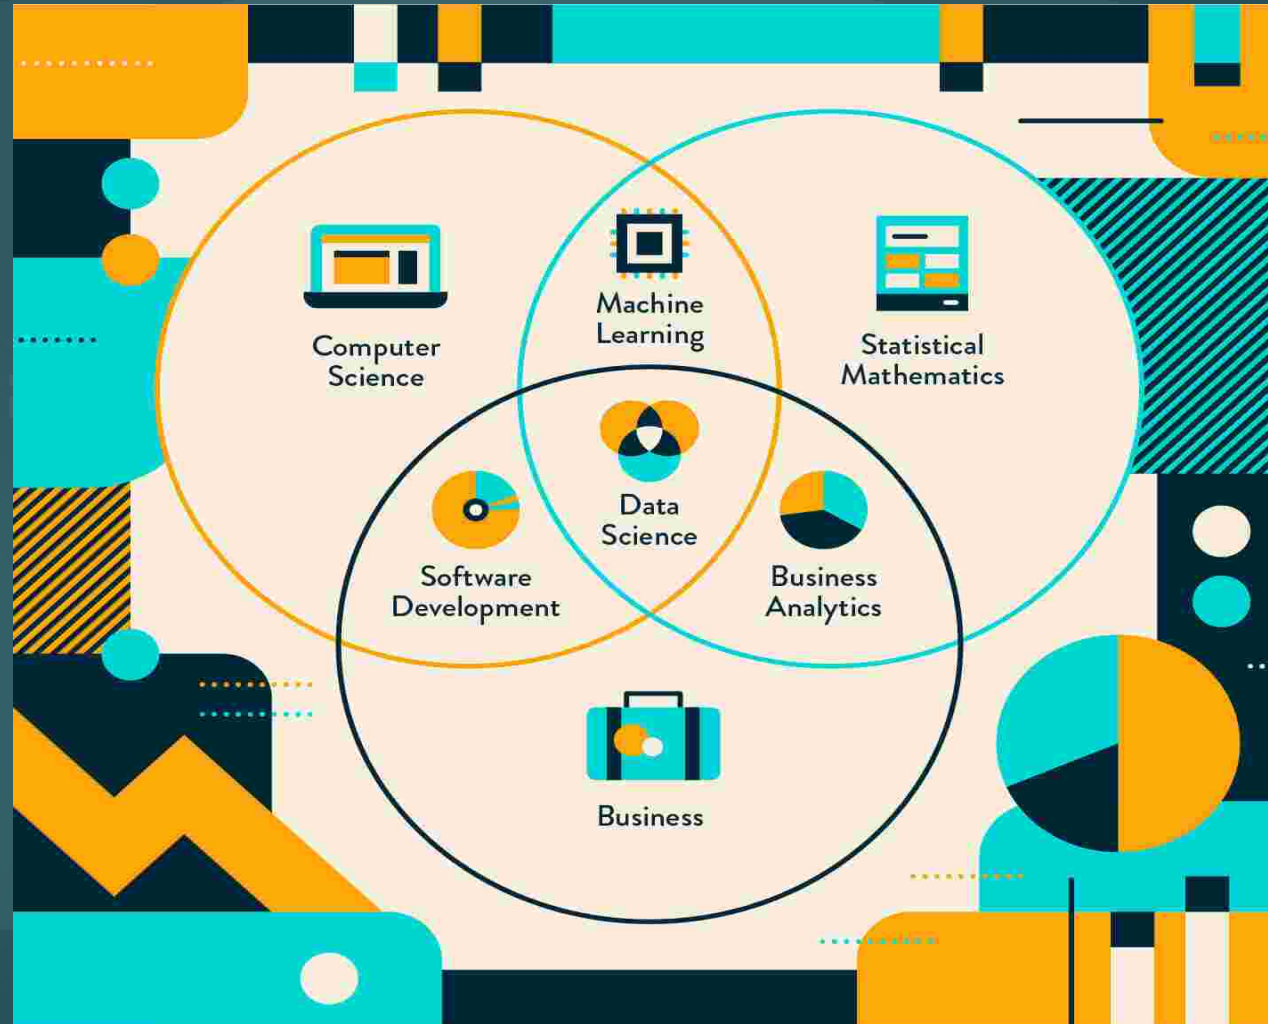 Machine
Learning
Computer
Science
Statistical
Mathematics
Data
Science
Software
Development
Business
Analytics
Business